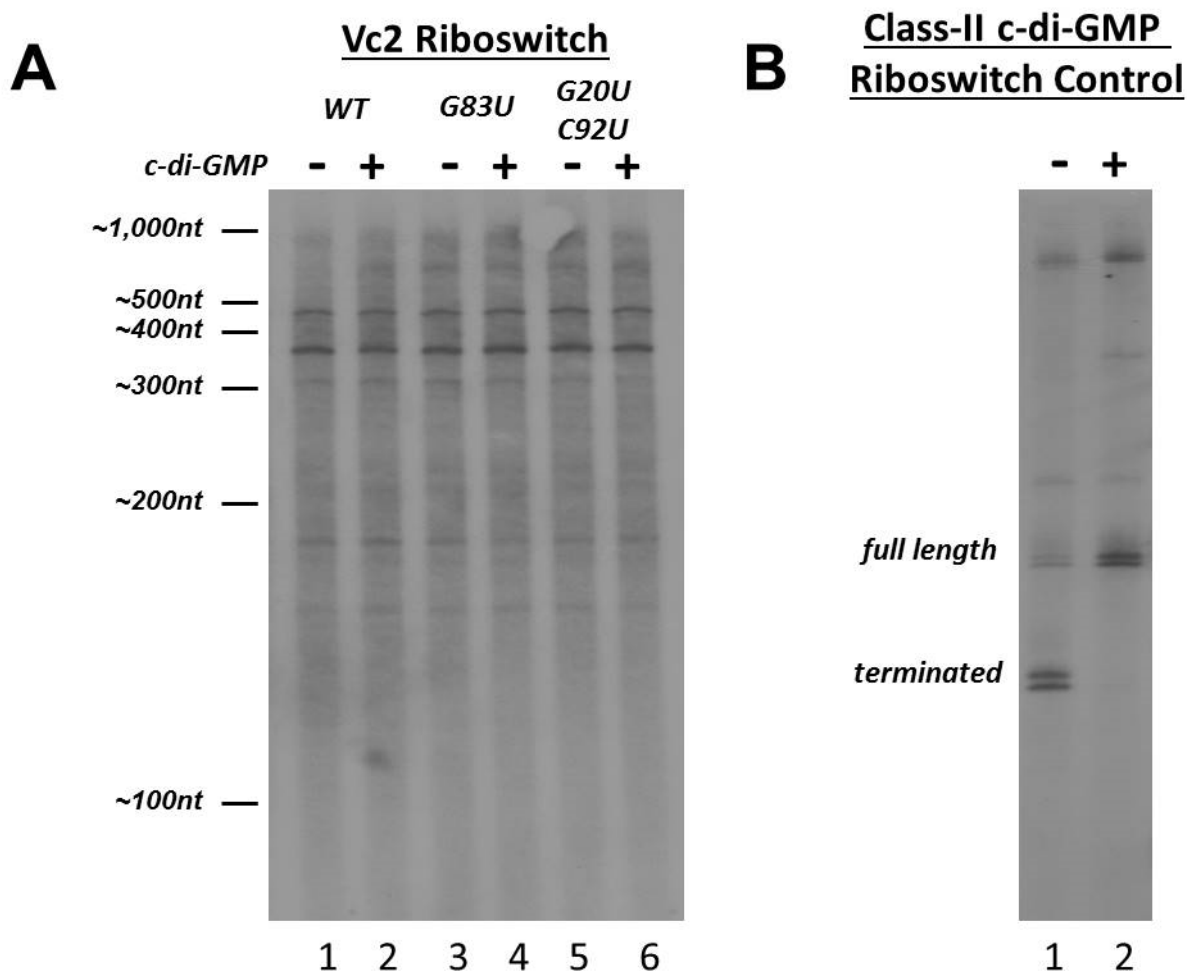 A
Vc2 Riboswitch
WT G83U G20U
C92U
c-di-GMP - + - + - +
~1,000nt
~500nt
~400nt
~300nt
~200nt
~100nt
1 2 3 4 5 6
B
Class-II c-di-GMP
Riboswitch Control
- +
full length
terminated
1 2